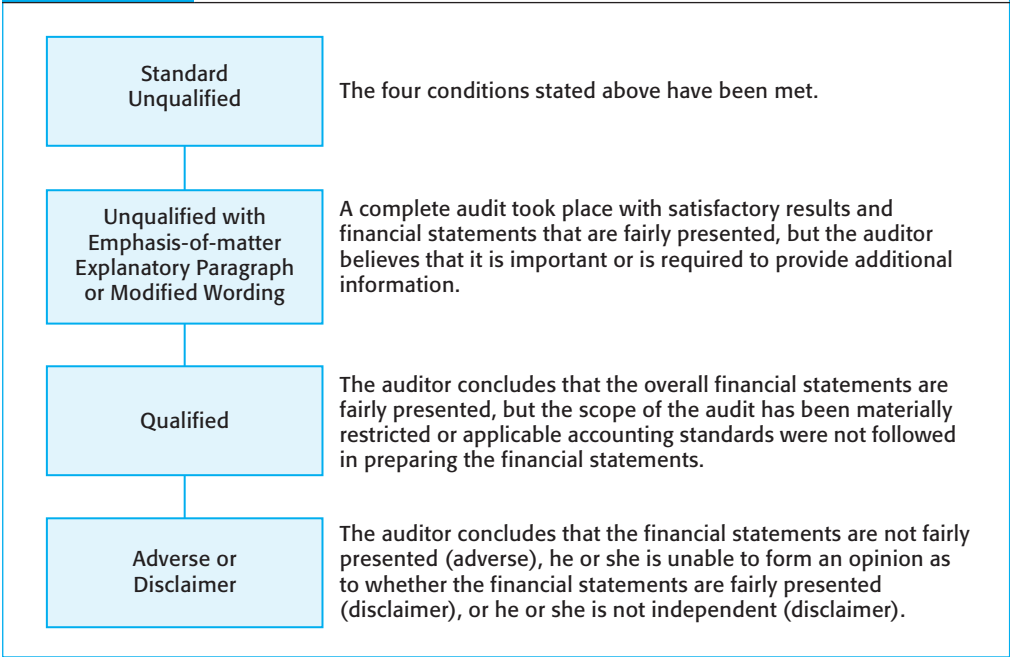 Standard
Unqualified
The four conditions stated above have been met.
Unqualified with
Emphasis-of-matter
Explanatory Paragraph
or Modified Wording
A complete audit took place with satisfactory results and
financial statements that are fairly presented, but the auditor
believes that it is important or is required to provide additional
information.
Qualified
The auditor concludes that the overall financial statements are
fairly presented, but the scope of the audit has been materially
restricted or applicable accounting standards were not followed
in preparing the financial statements.
Adverse or
Disclaimer
The auditor concludes that the financial statements are not fairly
presented (adverse), he or she is unable to form an opinion as
to whether the financial statements are fairly presented
(disclaimer), or he or she is not independent (disclaimer).